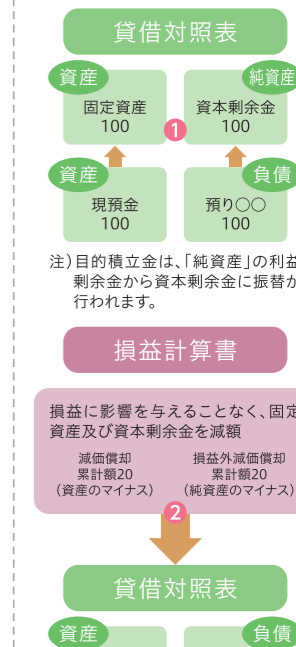 貸借対照表
資産
純資産
固定資産
100
1
資本剰余金
100
資産
負債
現預金
100
預り○○
100
注)目的積立金は、「純資産」の利益
剰余金から資本剰余金に振替が
行われます。
損益計算書
損益に影響を与えることなく、固定
資産及び資本剰余金を減額
減価償却
累計額20
(資産のマイナス)
損益外減価償却
累計額20
(純資産のマイナス)
2
貸借対照表
資産
負債